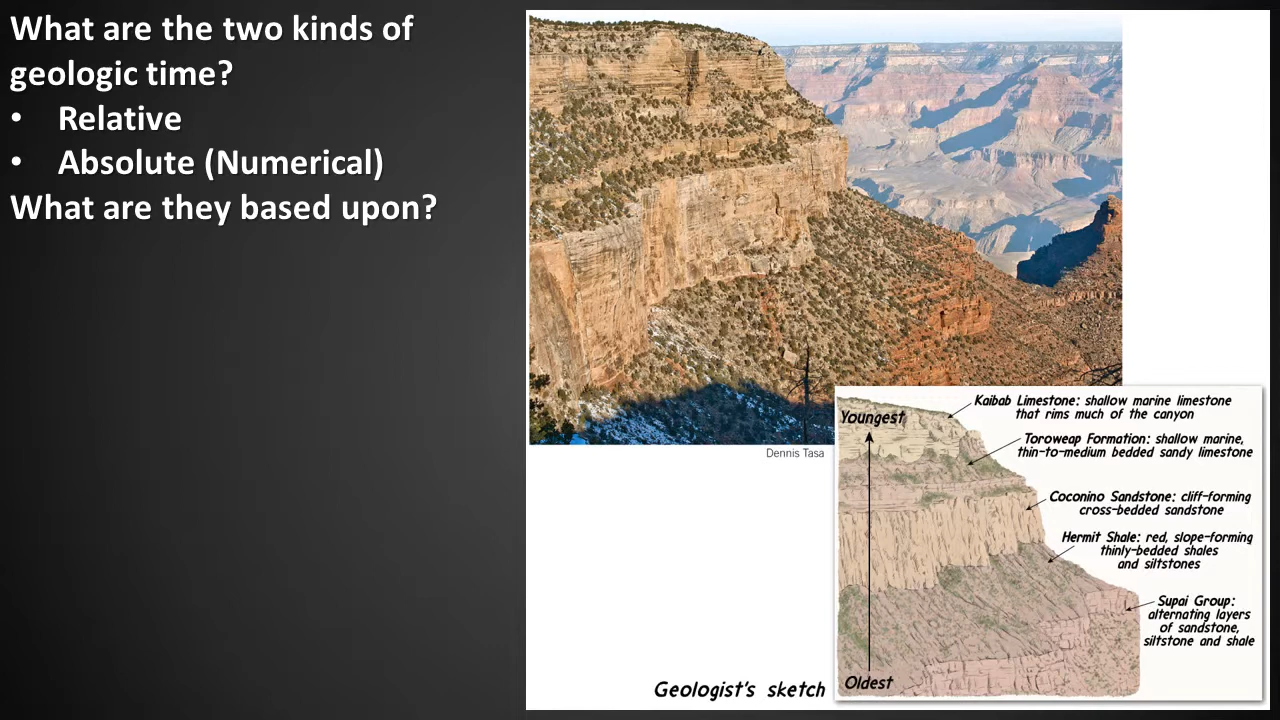 What are the two kinds of
geologic time?
• Relative
• Absolute (Numerical)
What are they based upon?
Dennis Tasa
Kaibab Limestone: shallow marine limestone
that rims much of the canyon
Youngest
Toroweap Formation: shallow marine,
thin-to-medium bedded sandy limestone
Coconino Sandstone: cliff-forming
cross-bedded sandstone
Hermit Shale: red, slope-forming
thinly-bedded shales
and siltstones
Supai Group:
alternating layers
of sandstone,
siltstone and shale
Oldest
Geologist's sketch